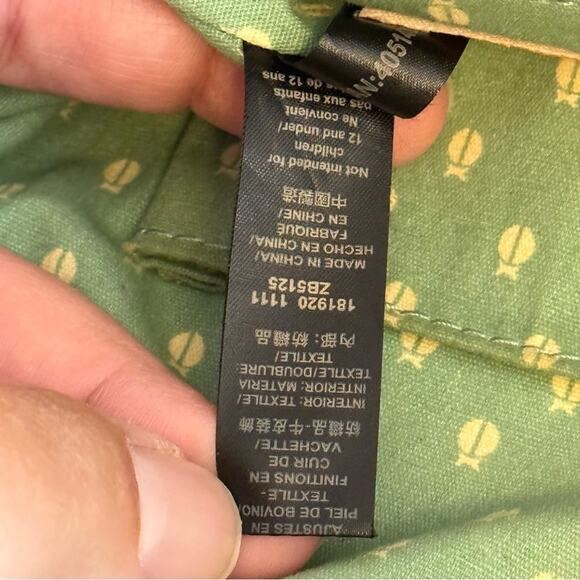 AJUSTES EN
PIEL DE BOVINO/
TEXTILE-
FINITIONS EN
CUIR DE
VACHETTE/
紡織品-牛皮裝飾
INTERIOR: TEXTILE/
INTERIOR: MATERIA
TEXTILE/DOUBLURE:
TEXTILE/
內部: 紡織品
181920 1111
ZB5125
MADE IN CHINA/
HECHO EN CHINA/
FABRIQUÉ
EN CHINE/
中國製造
Not intended for
children
12 and under/
Ne convient
pas aux enfants
de 12 ans